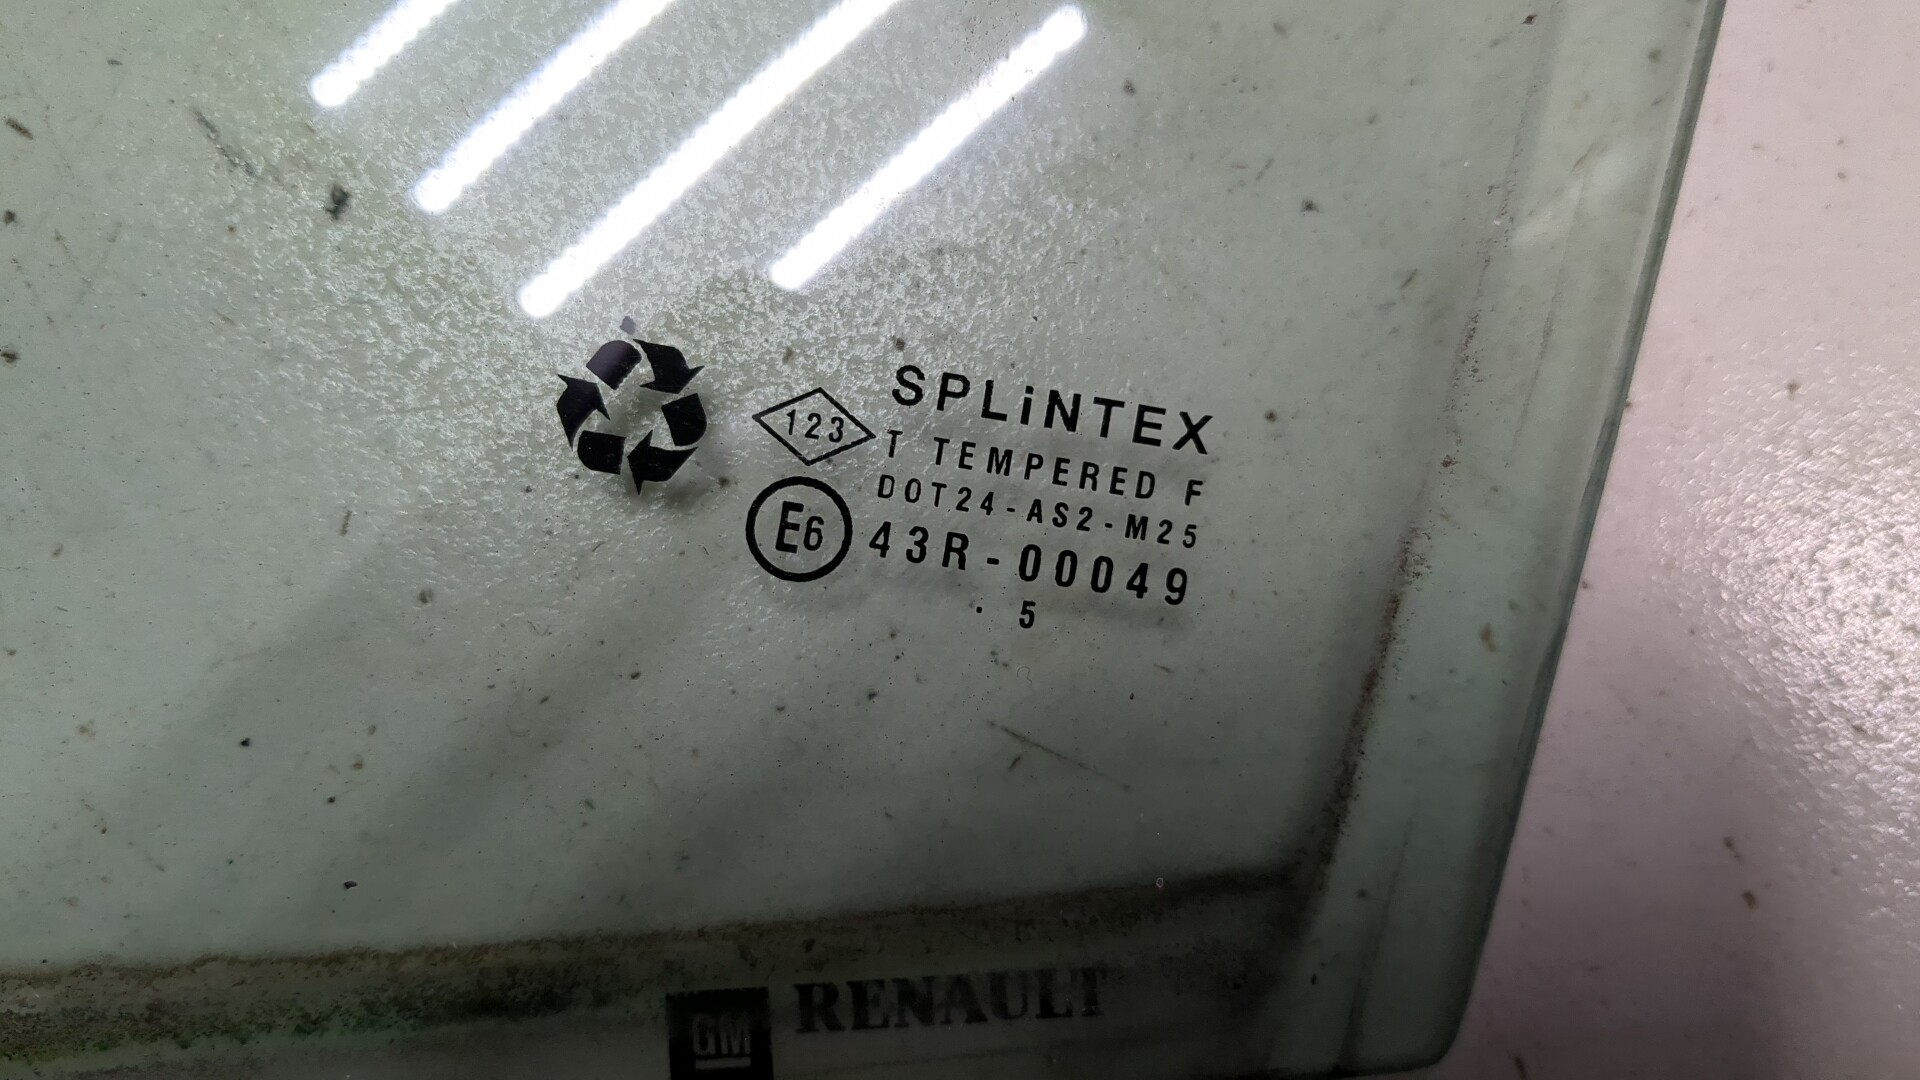 SPLiNTEX
123
T TEMPERED F
DOT24-AS2-M25
E6 43R-00049
. 5
GM RENAULT